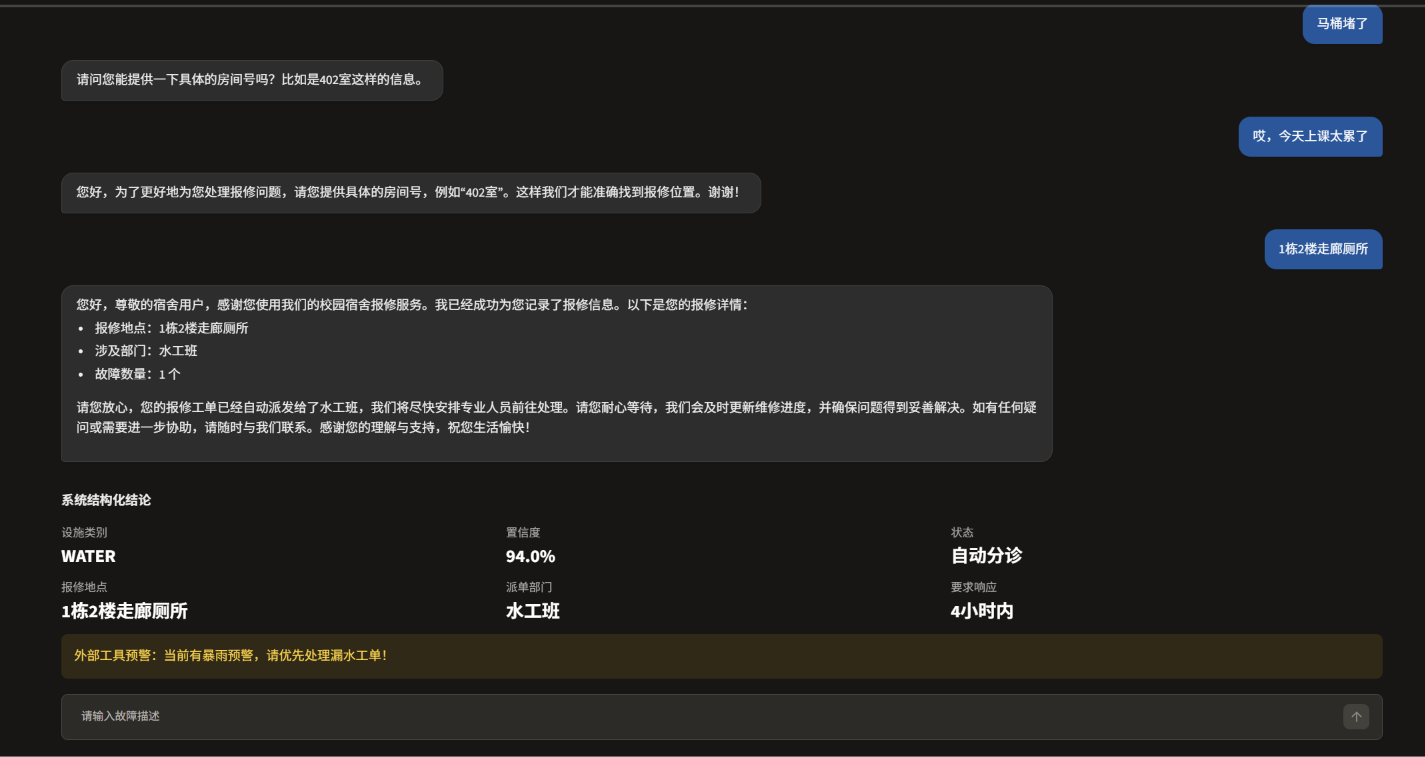 马桶堵了
请问您能提供一下具体的房间号吗？比如是402室这样的信息。
哎，今天上课太累了
您好，为了更好地为您处理报修问题，请您提供具体的房间号，例如“402室”。这样我们才能准确找到报修位置。谢谢！
1栋2楼走廊厕所
您好，尊敬的宿舍用户，感谢您使用我们的校园宿舍报修服务。我已经成功为您记录了报修信息。以下是您的报修详情：
• 报修地点：1栋2楼走廊厕所
• 涉及部门：水工班
• 故障数量：1 个
请您放心，您的报修工单已经自动派发给了水工班，我们将尽快安排专业人员前往处理。请您耐心等待，我们会及时更新维修进度，并确保问题得到妥善解决。如有任何疑
问或需要进一步协助，请随时与我们联系。感谢您的理解与支持，祝您生活愉快！
系统结构化结论
设施类别 置信度 状态
WATER 94.0% 自动分诊
报修地点 派单部门 要求响应
1栋2楼走廊厕所 水工班 4小时内
外部工具预警：当前有暴雨预警，请优先处理漏水工单！
请输入故障描述